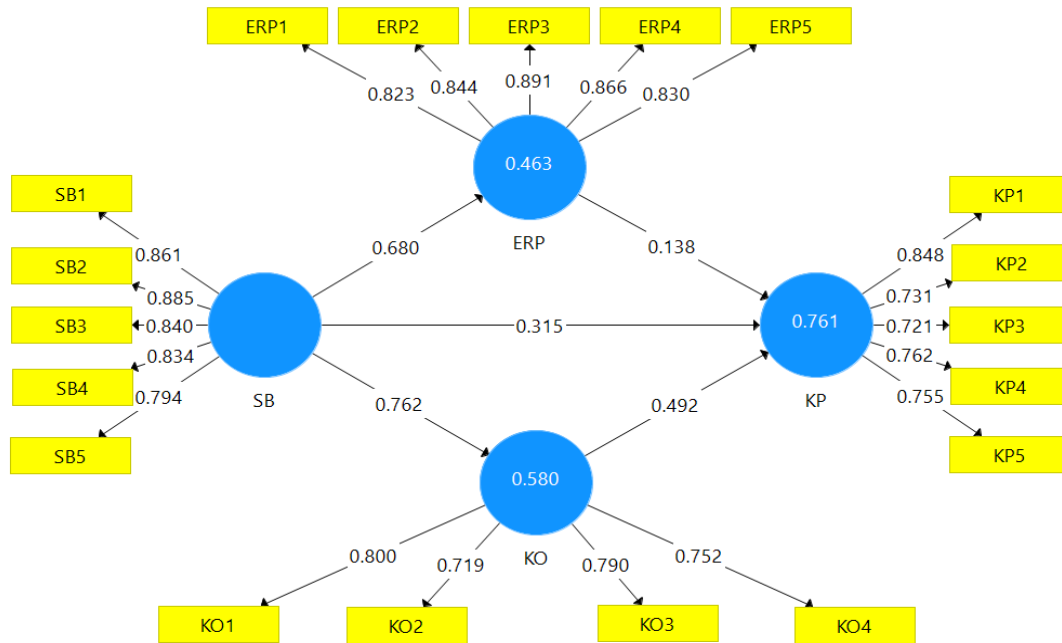 ERP1 ERP2 ERP3 ERP4 ERP5
0.823 0.844 0.891 0.866 0.830
0.463
ERP
SB1
SB2
SB3
SB4
SB5
0.861
0.885
0.840
0.834
0.794
SB
0.680
0.138
0.315
0.762
0.492
KP1
KP2
KP3
KP4
KP5
0.848
0.731
0.721
0.762
0.755
0.761
KP
0.580
KO
0.800 0.719 0.790 0.752
KO1 KO2 KO3 KO4